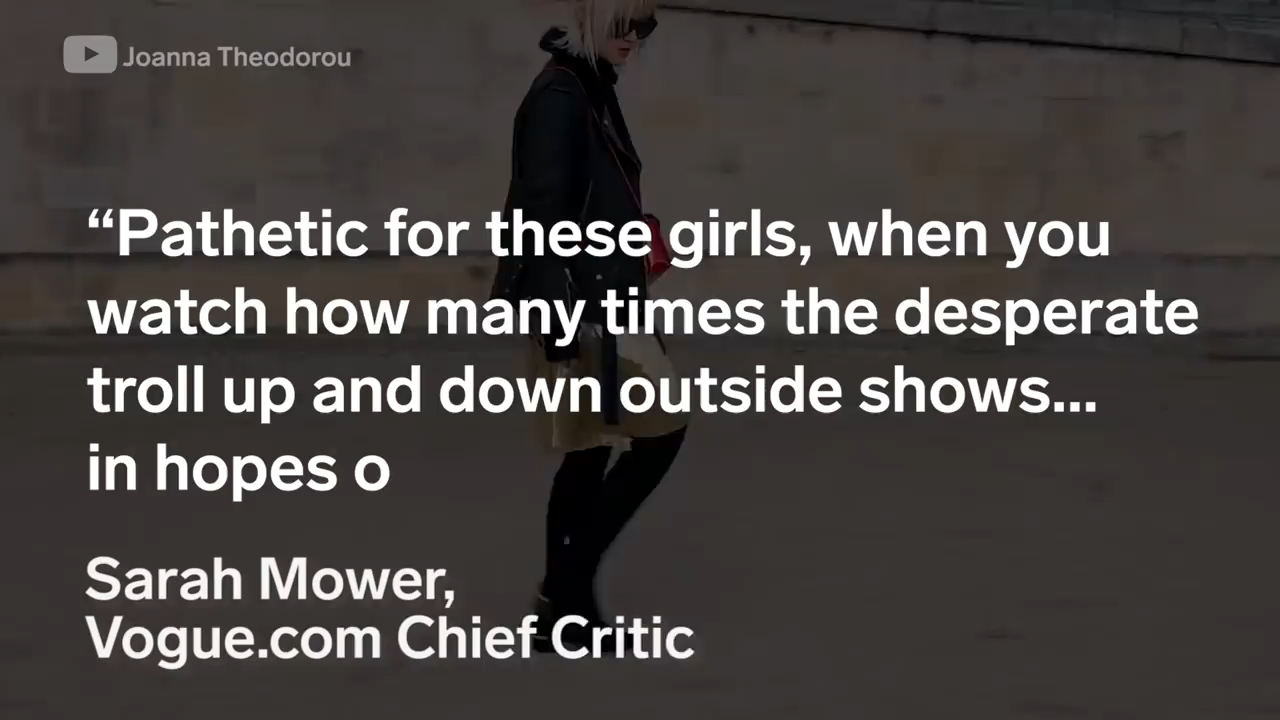 Joanna Theodorou
“Pathetic for these girls, when you
watch how many times the desperate
troll up and down outside shows...
in hopes o
Sarah Mower,
Vogue.com Chief Critic